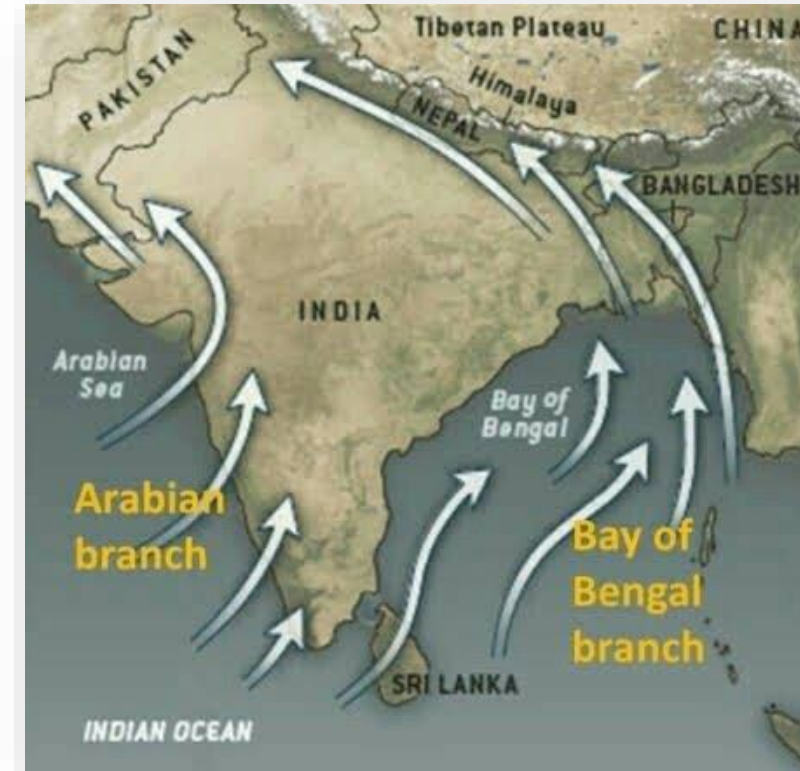 Tibetan Plateau
CHINA
PAKISTAN
Himalaya
NEPAL
BANGLADESH
INDIA
Arabian
Sea
Bay of
Bengal
Arabian
branch
Bay of
Bengal
branch
SRI LANKA
INDIAN OCEAN